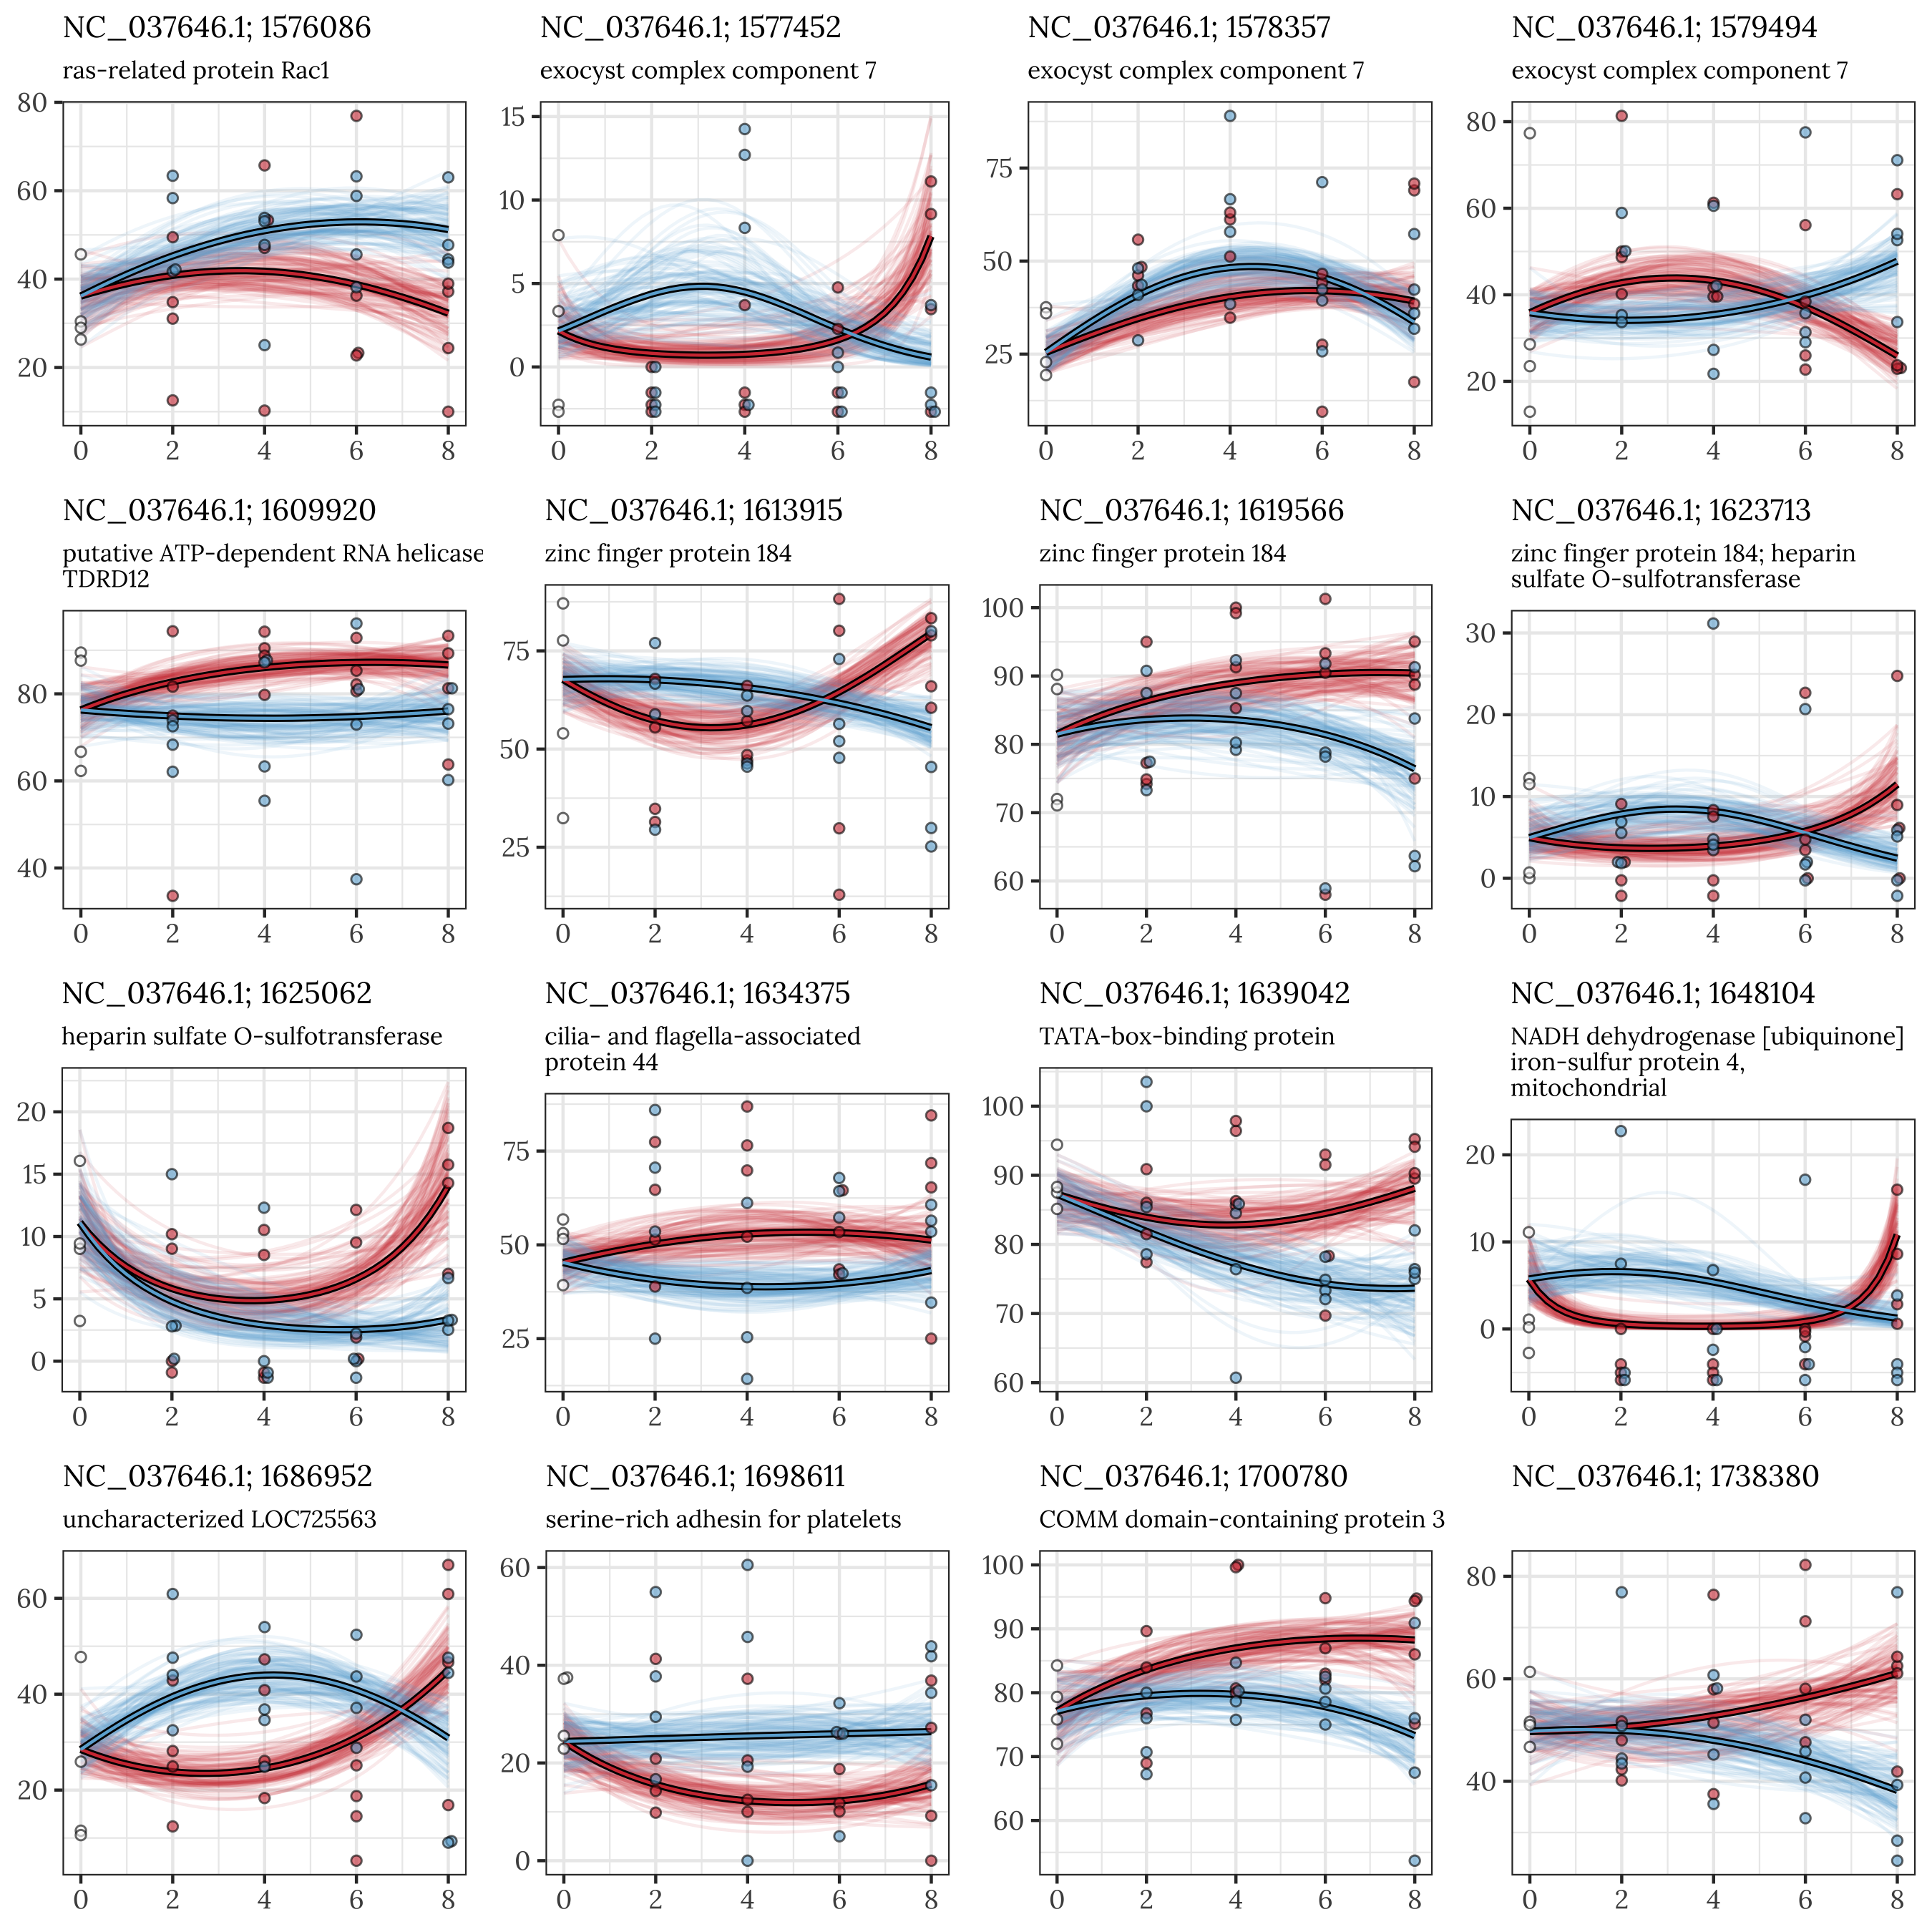 NC_037646.1; 1576086
ras-related protein Rac1
80
60
40
20
0 2 4 6 8
NC_037646.1; 1577452
exocyst complex component 7
15
10
5
0
0 2 4 6 8
NC_037646.1; 1578357
exocyst complex component 7
75
50
25
0 2 4 6 8
NC_037646.1; 1579494
exocyst complex component 7
80
60
40
20
0 2 4 6 8
NC_037646.1; 1609920
putative ATP-dependent RNA helicase
TDRD12
80
60
40
0 2 4 6 8
NC_037646.1; 1613915
zinc finger protein 184
75
50
25
0 2 4 6 8
NC_037646.1; 1619566
zinc finger protein 184
100
90
80
70
60
0 2 4 6 8
NC_037646.1; 1623713
zinc finger protein 184; heparin
sulfate O-sulfotransferase
30
20
10
0
0 2 4 6 8
NC_037646.1; 1625062
heparin sulfate O-sulfotransferase
20
15
10
5
0
0 2 4 6 8
NC_037646.1; 1634375
cilia- and flagella-associated
protein 44
75
50
25
0 2 4 6 8
NC_037646.1; 1639042
TATA-box-binding protein
100
90
80
70
60
0 2 4 6 8
NC_037646.1; 1648104
NADH dehydrogenase [ubiquinone]
iron-sulfur protein 4,
mitochondrial
20
10
0
0 2 4 6 8
NC_037646.1; 1686952
uncharacterized LOC725563
60
40
20
0 2 4 6 8
NC_037646.1; 1698611
serine-rich adhesin for platelets
60
40
20
0
0 2 4 6 8
NC_037646.1; 1700780
COMM domain-containing protein 3
100
90
80
70
60
0 2 4 6 8
NC_037646.1; 1738380
80
60
40
0 2 4 6 8